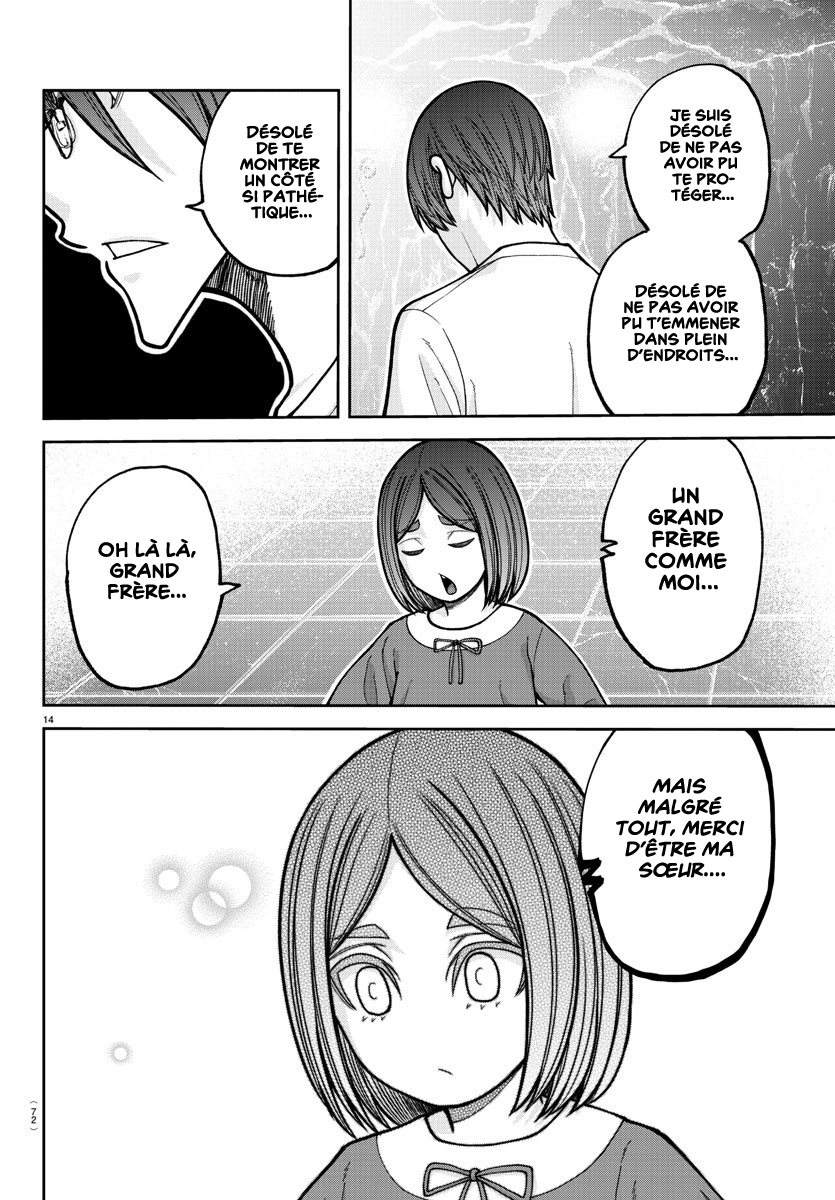 JE SUIS
DÉSOLÉ
DE NE PAS
AVOIR PU
TE PRO-
TÉGER...
DÉSOLÉ DE
NE PAS AVOIR
PU T'EMMENER
DANS PLEIN
D'ENDROITS...
DÉSOLÉ
DE TE
MONTRER
UN CÔTÉ
SI PATHÉ-
TIQUE...
UN
GRAND
FRÈRE
COMME
MOI...
OH LÀ LÀ,
GRAND
FRÈRE...
14
MAIS
MALGRÉ
TOUT, MERCI
D'ÊTRE MA
SŒUR....
(72)